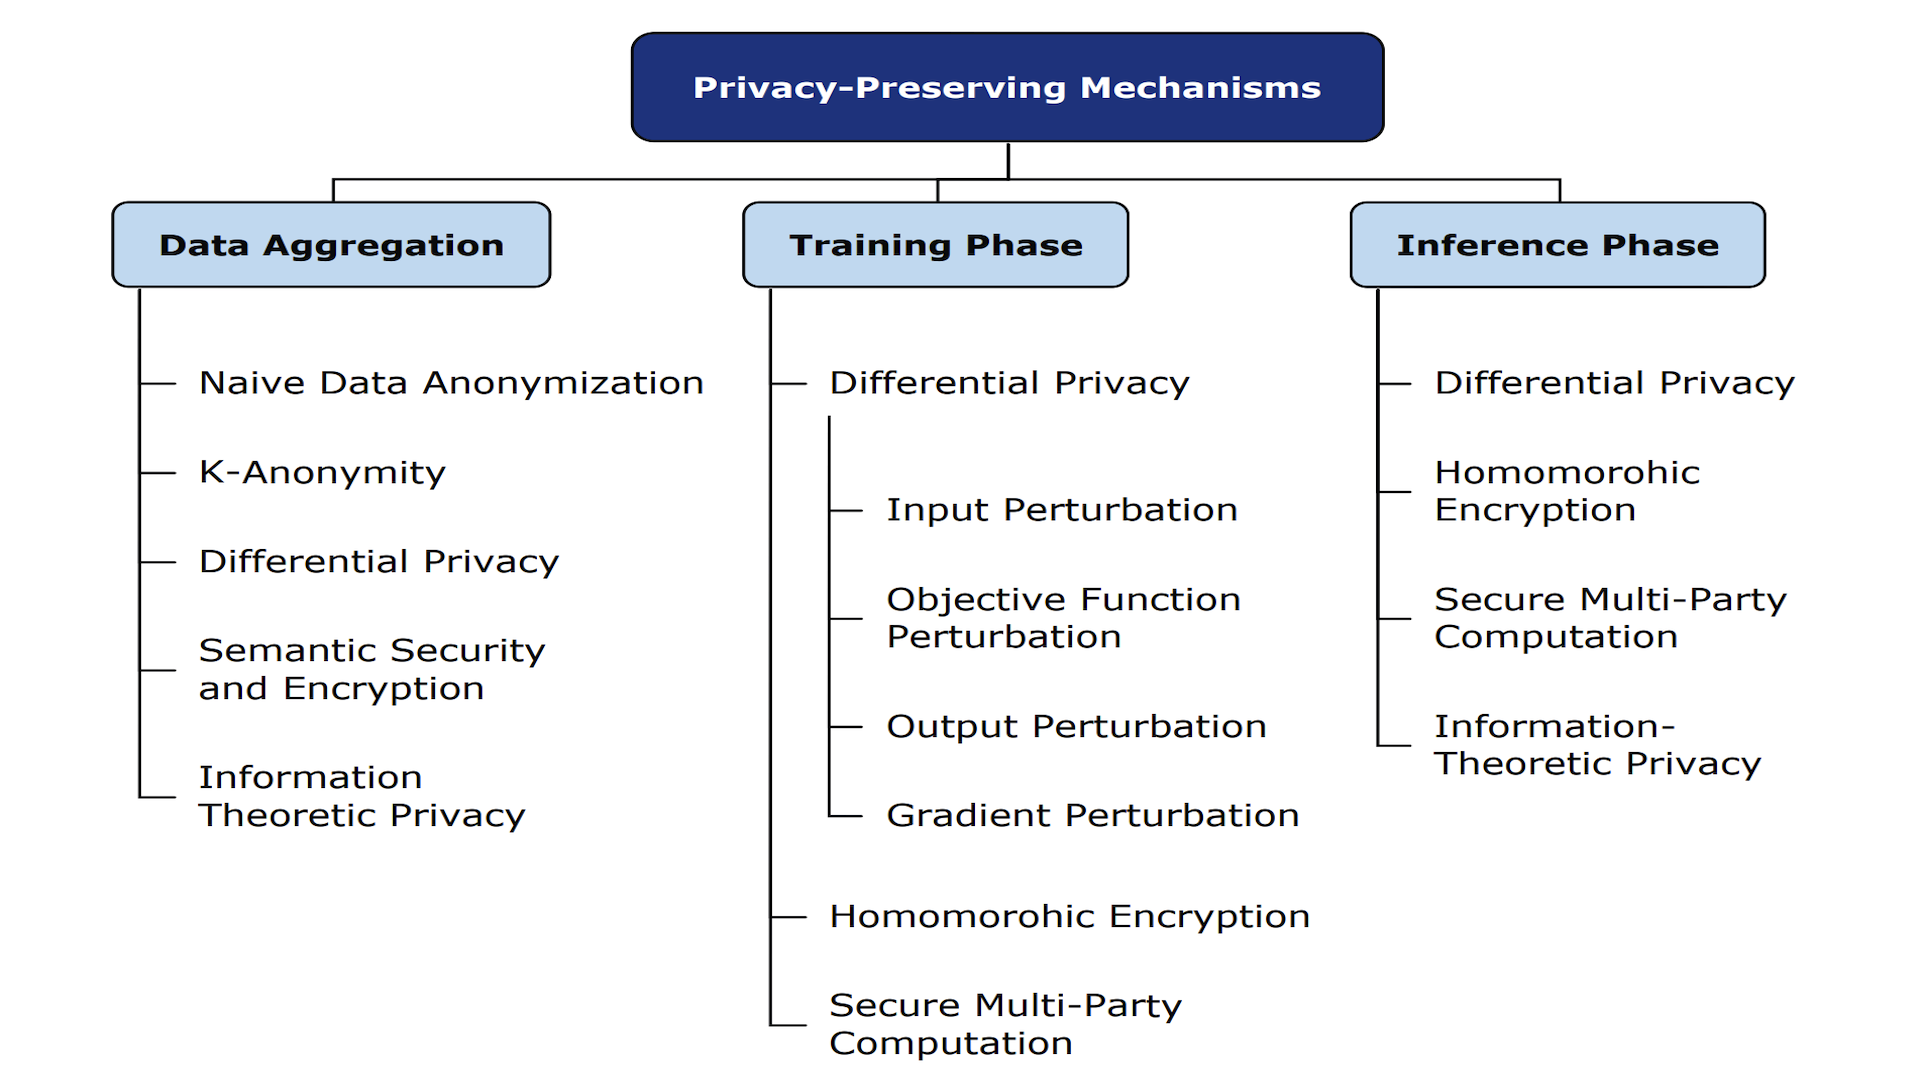 Privacy-Preserving Mechanisms
Data Aggregation
Naive Data Anonymization
K-Anonymity
Differential Privacy
Semantic Security
and Encryption
Information
Theoretic Privacy
Training Phase
Differential Privacy
Input Perturbation
Objective Function
Perturbation
Output Perturbation
Gradient Perturbation
Homomorohic Encryption
Secure Multi-Party
Computation
Inference Phase
Differential Privacy
Homomorohic
Encryption
Secure Multi-Party
Computation
Information-
Theoretic Privacy